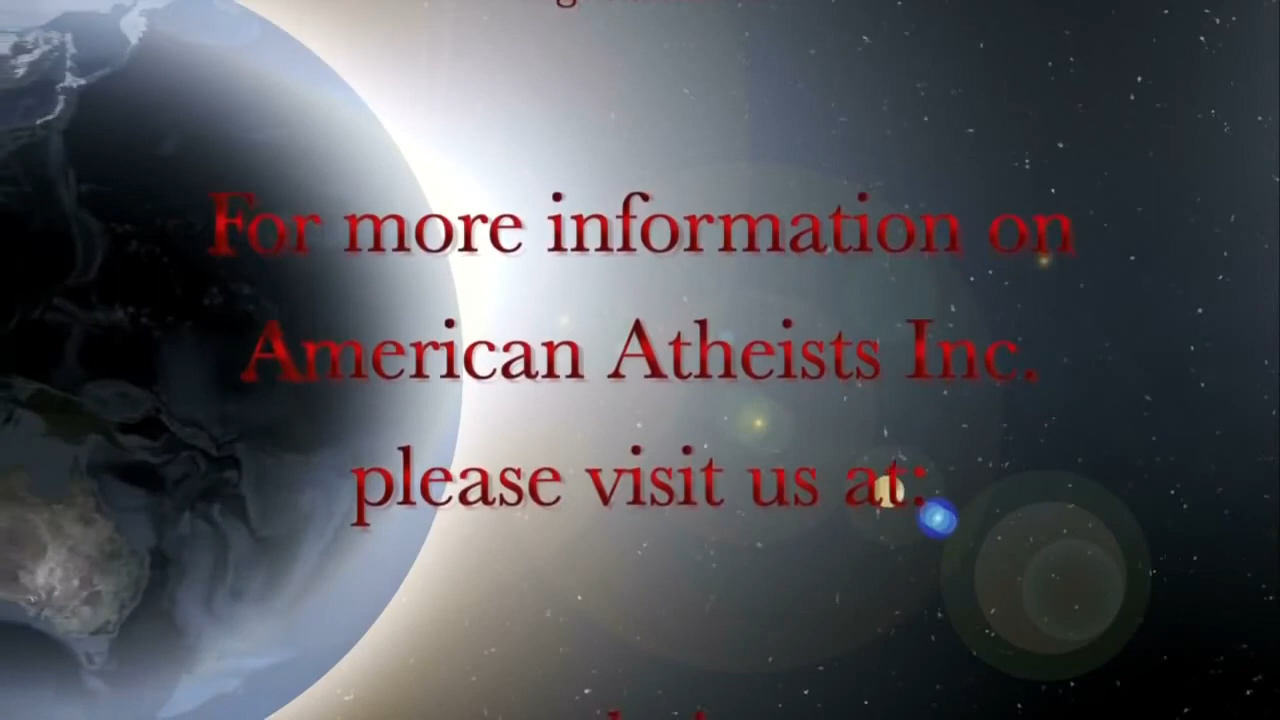 For more information on
American Atheists Inc.
please visit us at: